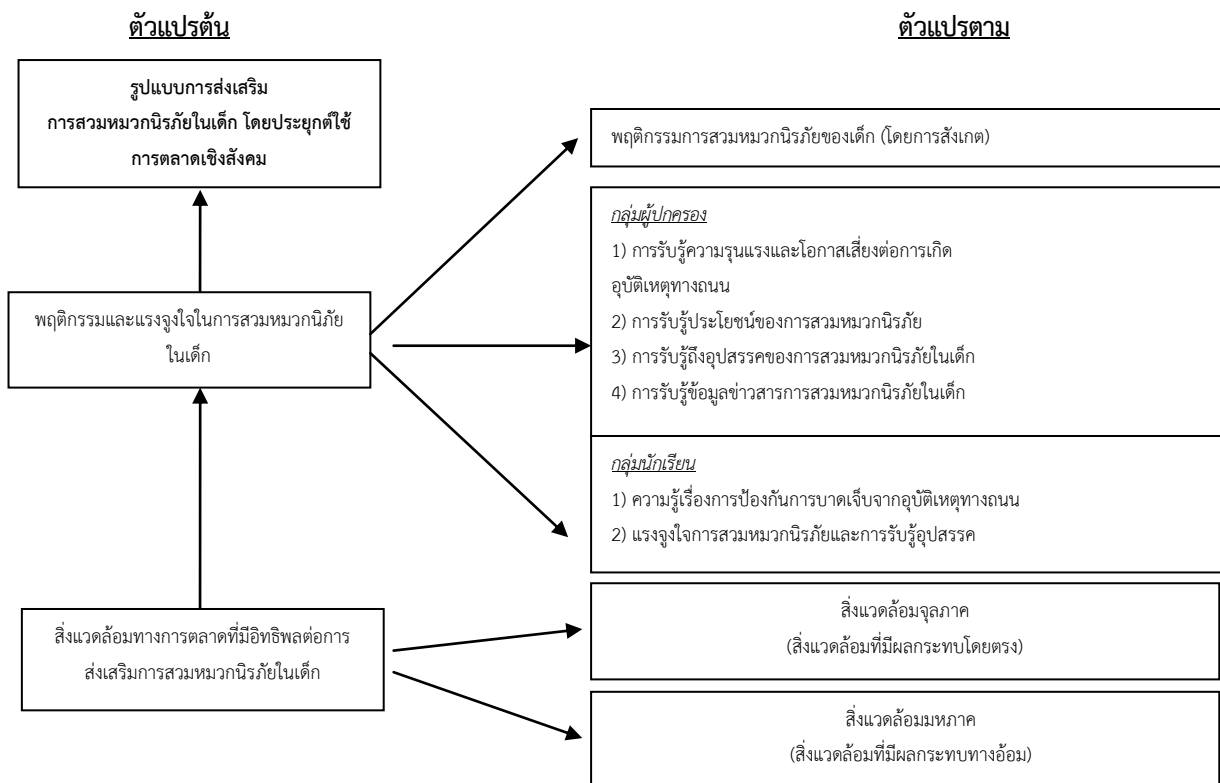 ตัวแปรต้น
ตัวแปรตาม
รูปแบบการส่งเสริม
การสวมหมวกนิรภัยในเด็ก โดยประยุกต์ใช้
การตลาดเชิงสังคม
พฤติกรรมและแรงจูงใจในการสวมหมวกนิภัย
ในเด็ก
สิ่งแวดล้อมทางการตลาดที่มีอิทธิพลต่อการ
ส่งเสริมการสวมหมวกนิรภัยในเด็ก
พฤติกรรมการสวมหมวกนิรภัยของเด็ก (โดยการสังเกต)
กลุ่มผู้ปกครอง
1) การรับรู้ความรุนแรงและโอกาสเสี่ยงต่อการเกิด
อุบัติเหตุทางถนน
2) การรับรู้ประโยชน์ของการสวมหมวกนิรภัย
3) การรับรู้ถึงอุปสรรคของการสวมหมวกนิรภัยในเด็ก
4) การรับรู้ข้อมูลข่าวสารการสวมหมวกนิรภัยในเด็ก
กลุ่มนักเรียน
1) ความรู้เรื่องการป้องกันการบาดเจ็บจากอุบัติเหตุทางถนน
2) แรงจูงใจการสวมหมวกนิรภัยและการรับรู้อุปสรรค
สิ่งแวดล้อมจุลภาค
(สิ่งแวดล้อมที่มีผลกระทบโดยตรง)
สิ่งแวดล้อมมหภาค
(สิ่งแวดล้อมที่มีผลกระทบทางอ้อม)